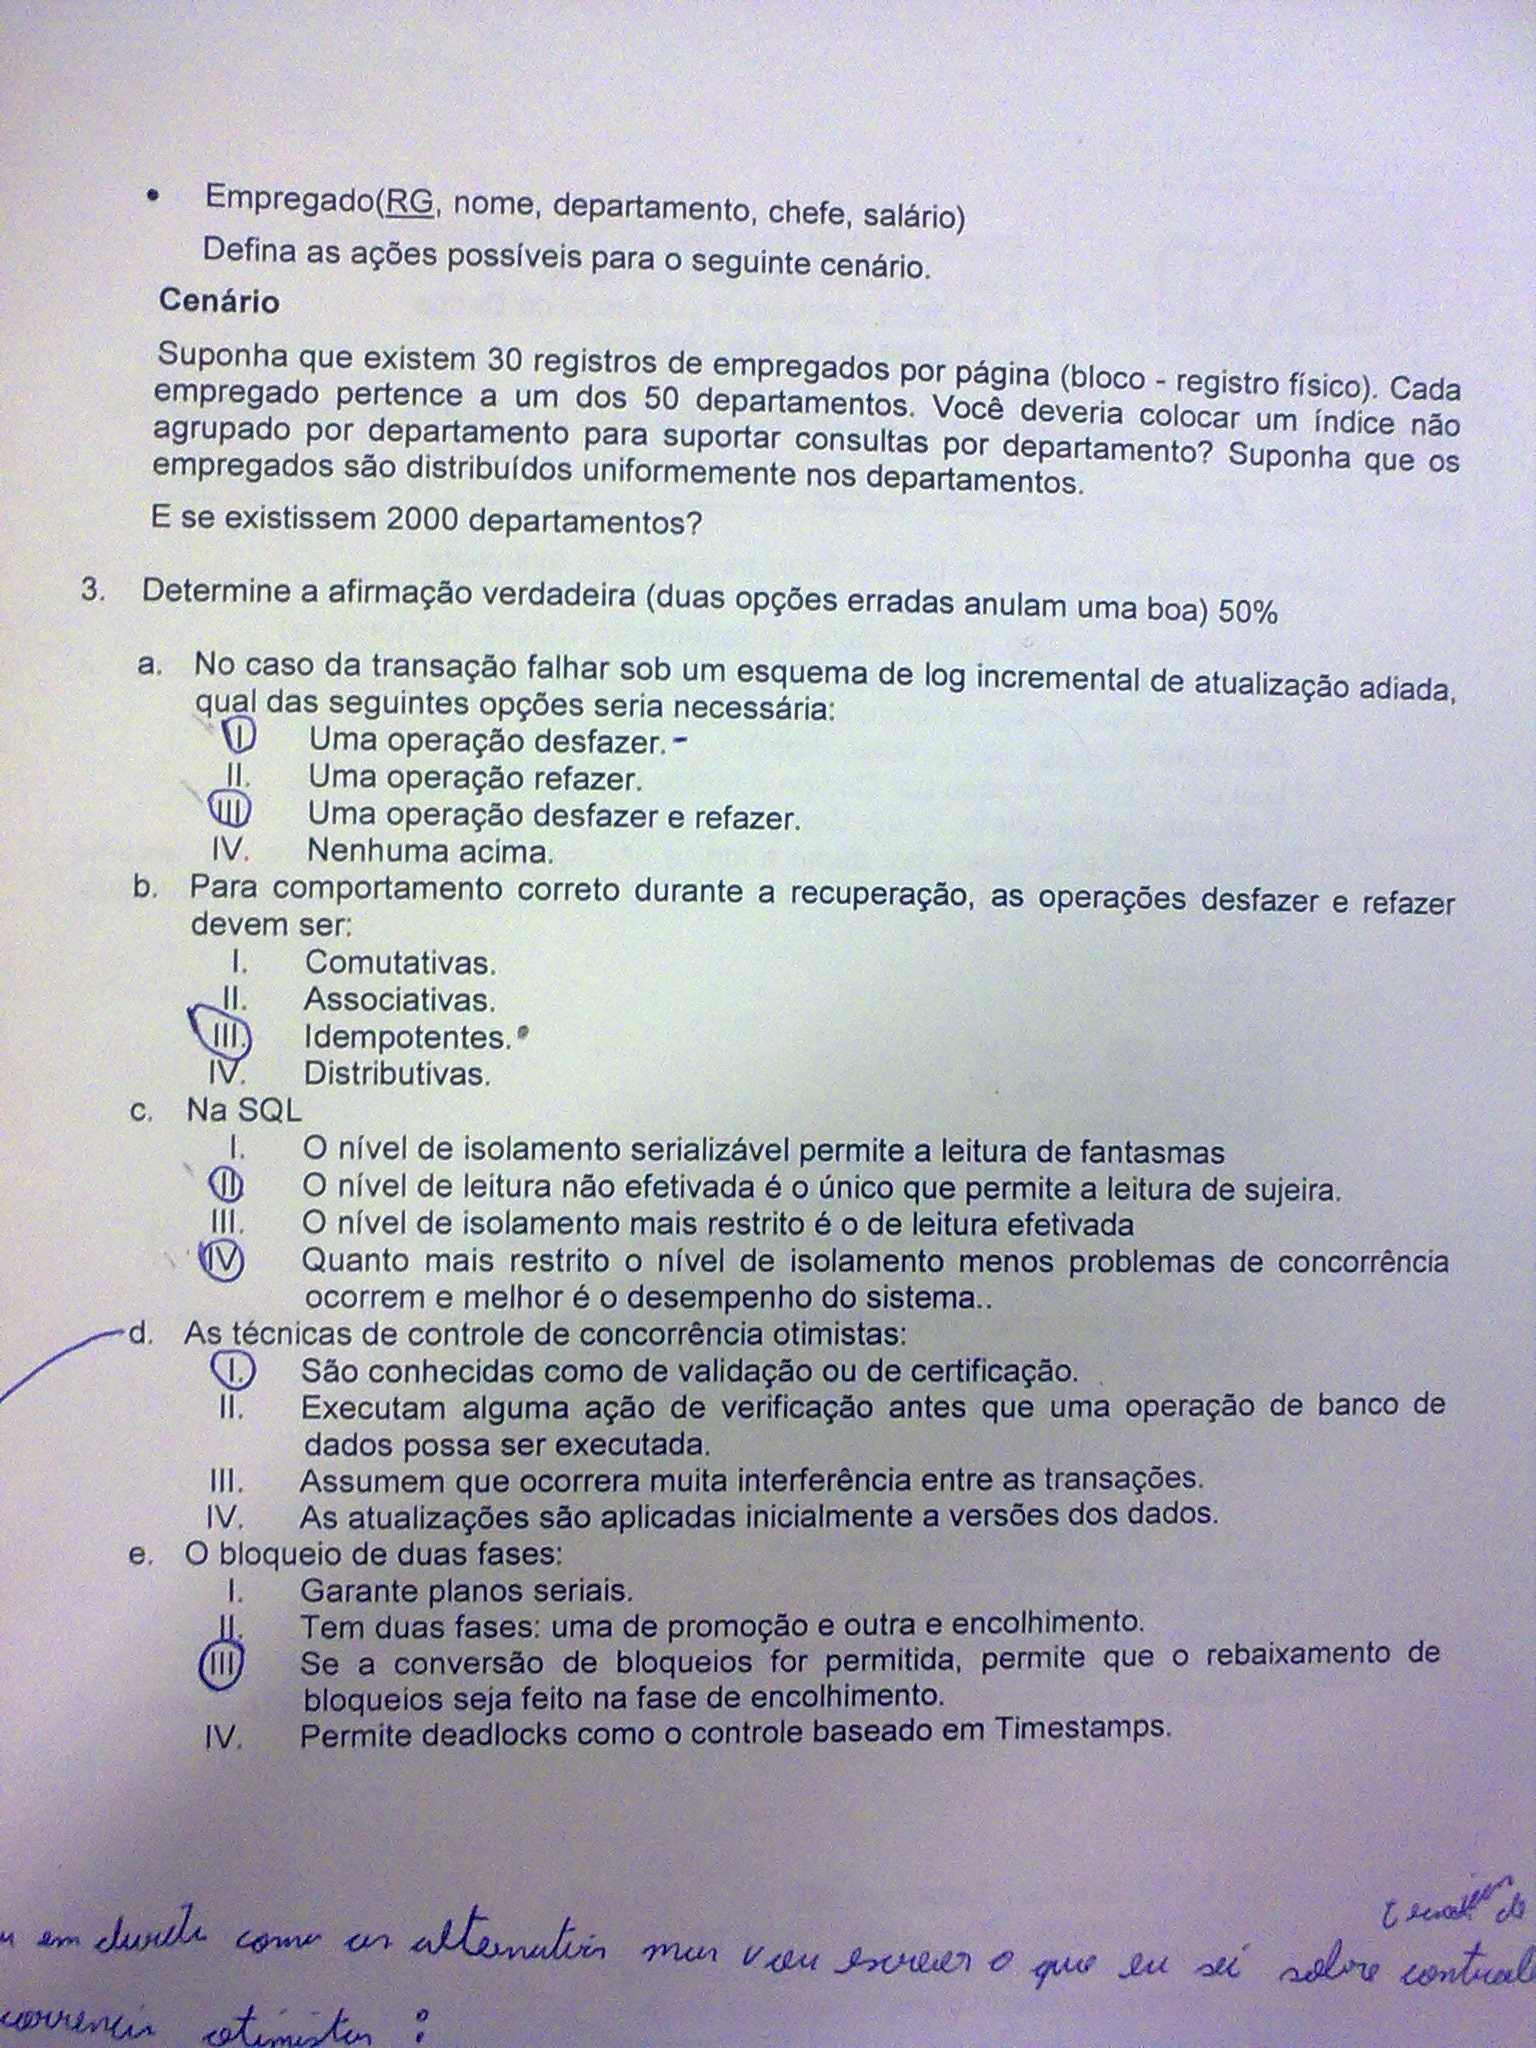 • Empregado(RG, nome, departamento, chefe, salário)
Defina as ações possíveis para o seguinte cenário.
Cenário
Suponha que existem 30 registros de empregados por página (bloco - registro físico). Cada
empregado pertence a um dos 50 departamentos. Você deveria colocar um índice não
agrupado por departamento para suportar consultas por departamento? Suponha que os
empregados são distribuídos uniformemente nos departamentos.
E se existissem 2000 departamentos?
3. Determine a afirmação verdadeira (duas opções erradas anulam uma boa) 50%
a. No caso da transação falhar sob um esquema de log incremental de atualização adiada,
qual das seguintes opções seria necessária:
I Uma operação desfazer.
II. Uma operação refazer.
III Uma operação desfazer e refazer.
IV. Nenhuma acima.
b. Para comportamento correto durante a recuperação, as operações desfazer e refazer
devem ser:
I. Comutativas.
II. Associativas.
III. Idempotentes.
IV. Distributivas.
c. Na SQL
I. O nível de isolamento serializável permite a leitura de fantasmas
II O nível de leitura não efetivada é o único que permite a leitura de sujeira.
III. O nível de isolamento mais restrito é o de leitura efetivada
IV Quanto mais restrito o nível de isolamento menos problemas de concorrência
ocorrem e melhor é o desempenho do sistema..
d. As técnicas de controle de concorrência otimistas:
I. São conhecidas como de validação ou de certificação.
II. Executam alguma ação de verificação antes que uma operação de banco de
dados possa ser executada.
III. Assumem que ocorrera muita interferência entre as transações.
IV. As atualizações são aplicadas inicialmente a versões dos dados.
e. O bloqueio de duas fases:
I. Garante planos seriais.
II. Tem duas fases: uma de promoção e outra e encolhimento.
III Se a conversão de bloqueios for permitida, permite que o rebaixamento de
bloqueios seja feito na fase de encolhimento.
IV. Permite deadlocks como o controle baseado em Timestamps.
de
em como as alternativas mas vou escrever o que eu sei sobre
otimistas :